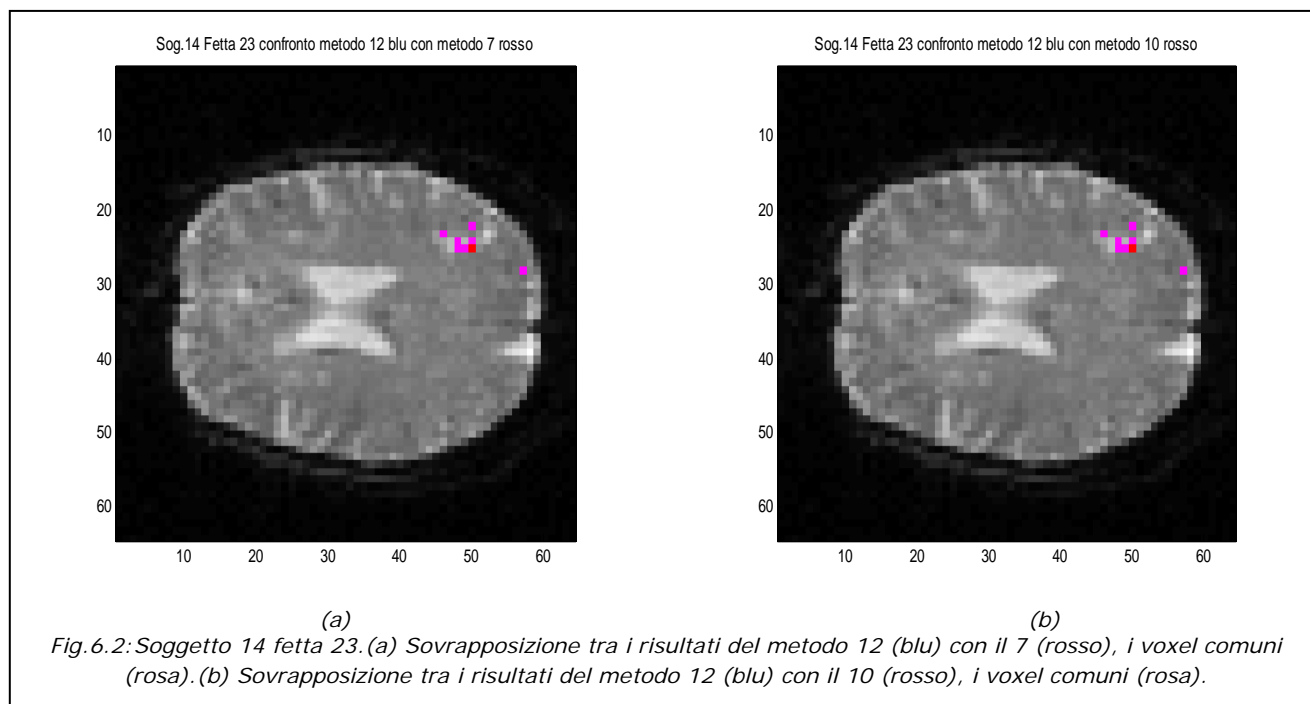 Sog.14 Fetta 23 confronto metodo 12 blu con metodo 7 rosso
10
20
30
40
50
60
10 20 30 40 50 60
(a)
Sog.14 Fetta 23 confronto metodo 12 blu con metodo 10 rosso
10
20
30
40
50
60
10 20 30 40 50 60
(b)
Fig.6.2:Soggetto 14 fetta 23.(a) Sovrapposizione tra i risultati del metodo 12 (blu) con il 7 (rosso), i voxel comuni
(rosa).(b) Sovrapposizione tra i risultati del metodo 12 (blu) con il 10 (rosso), i voxel comuni (rosa).